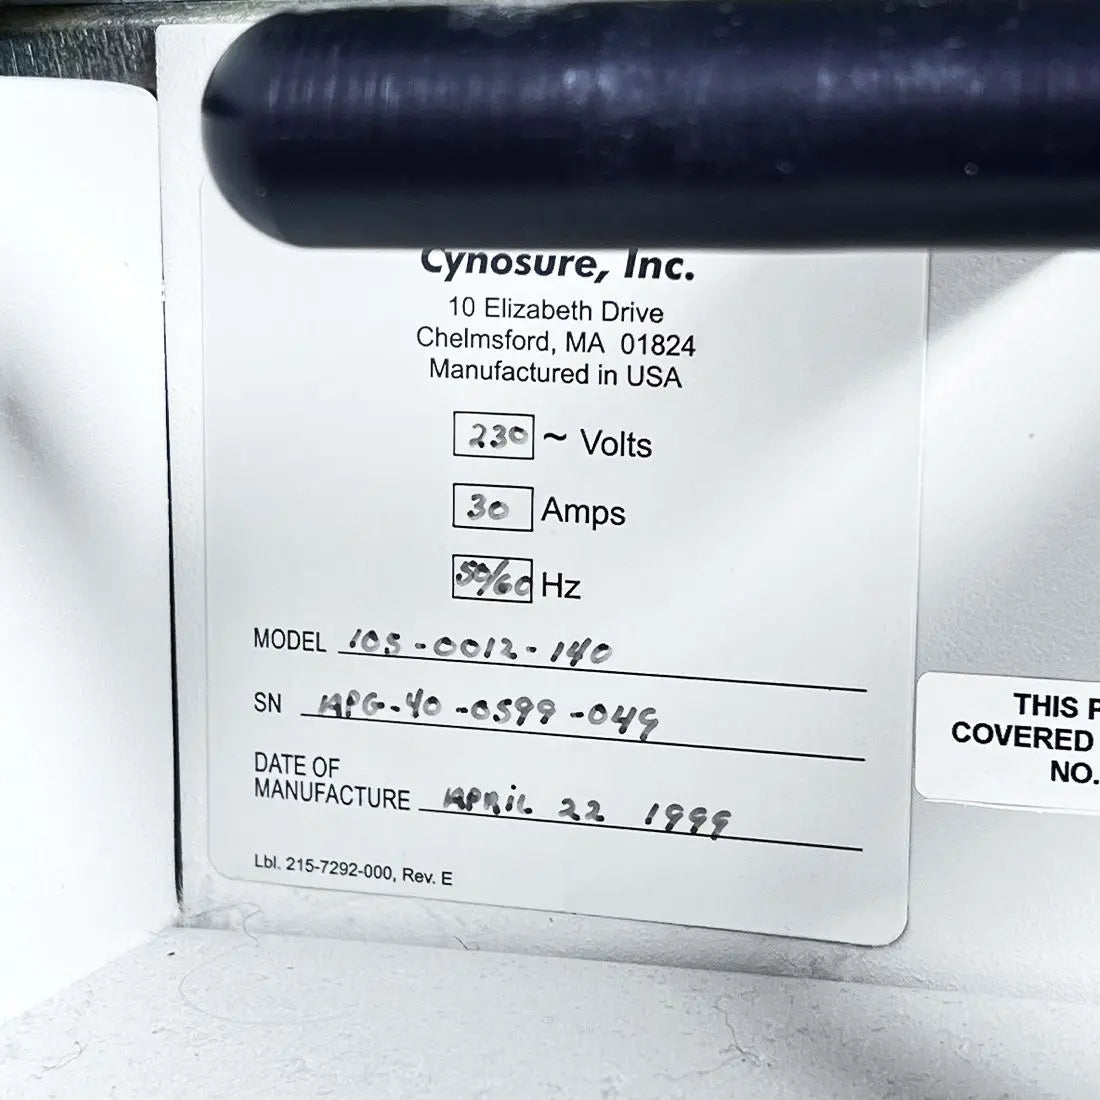 Cynosure, Inc.
10 Elizabeth Drive
Chelmsford, MA 01824
Manufactured in USA
230 ~ Volts
30 Amps
50/60 Hz
MODEL 105-0012-140
SN APG-40-0599-049
DATE OF
MANUFACTURE APRIL 22 1999
Lbl. 215-7292-000, Rev. E
THIS
COVERED
NO.